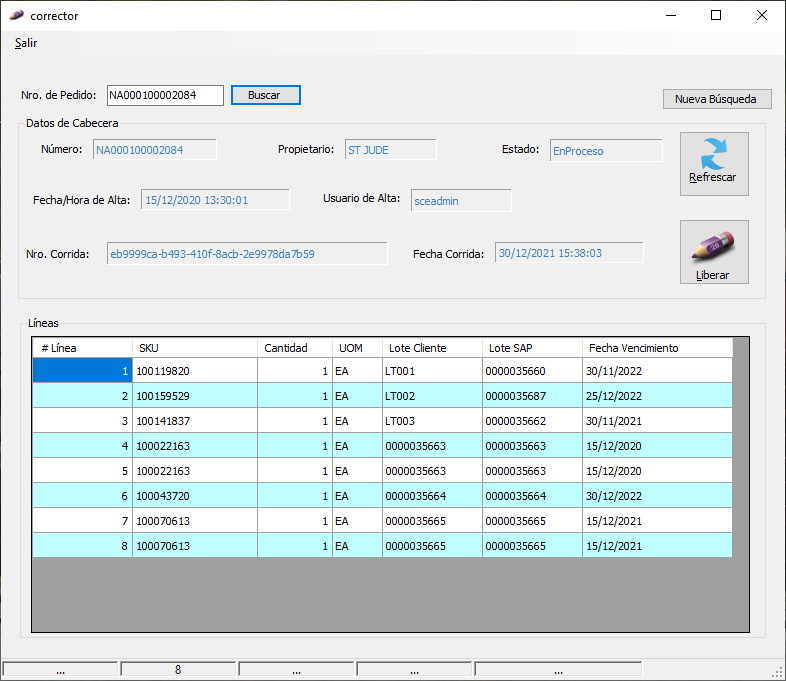 corrector
Salir
Nro. de Pedido: NA000100002084 Buscar
Nueva Búsqueda
Datos de Cabecera
Número: NA000100002084 Propietario: ST JUDE Estado: EnProceso
Refrescar
Fecha/Hora de Alta: 15/12/2020 13:30:01 Usuario de Alta: sceadmin
Nro. Corrida: eb9999ca-b493-410f-8acb-2e9978da7b59 Fecha Corrida: 30/12/2021 15:38:03
Liberar
Líneas
# Línea SKU Cantidad UOM Lote Cliente Lote SAP Fecha Vencimiento
1 100119820 1 EA LT001 0000035660 30/11/2022
2 100159529 1 EA LT002 0000035687 25/12/2022
3 100141837 1 EA LT003 0000035662 30/11/2021
4 100022163 1 EA 0000035663 0000035663 15/12/2020
5 100022163 1 EA 0000035663 0000035663 15/12/2020
6 100043720 1 EA 0000035664 0000035664 30/12/2022
7 100070613 1 EA 0000035665 0000035665 15/12/2021
8 100070613 1 EA 0000035665 0000035665 15/12/2021
... 8 ... ... ...